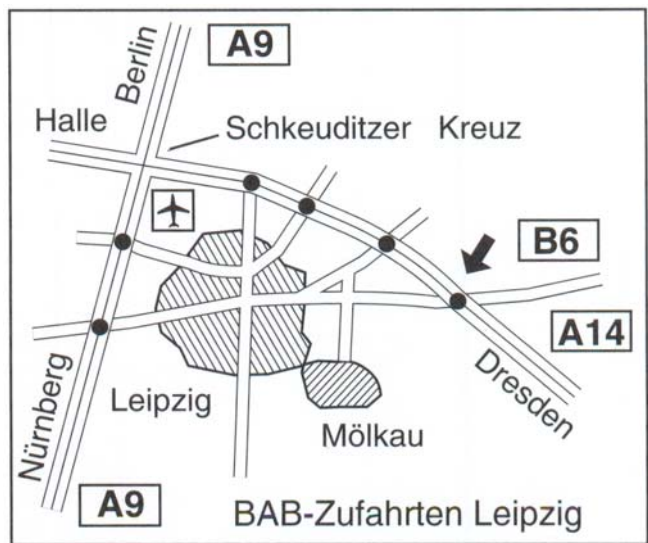 A9
Berlin
Halle
Schkeuditzer Kreuz
B6
A14
Dresden
Nürnberg
Leipzig
Mölkau
A9
BAB-Zufahrten Leipzig